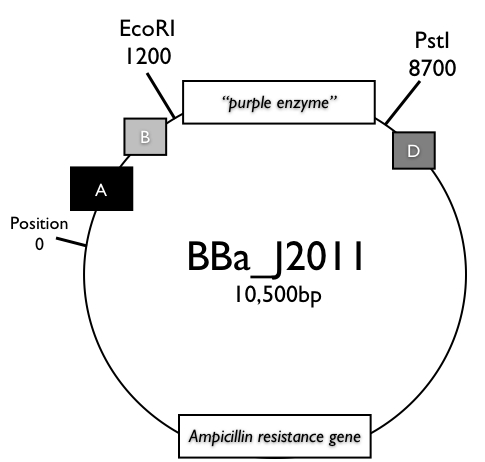 EcoRI
1200
PstI
8700
"purple enzyme"
B
D
A
Position
0
BBa_J2011
10,500bp
Ampicillin resistance gene